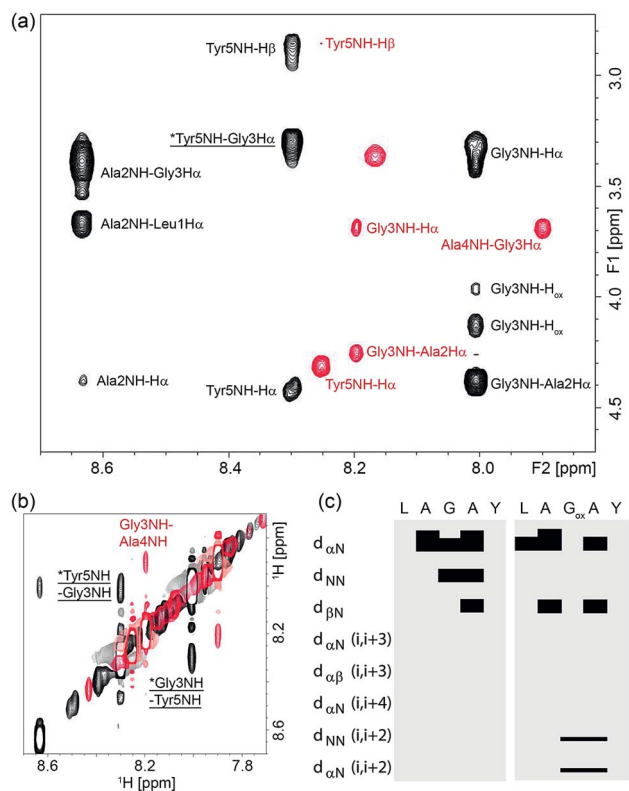 (a)
Tyr5NH-Hβ
Tyr5NH-Hβ
3.0
*Tyr5NH-Gly3Hα
Gly3NH-Hα
Ala2NH-Gly3Hα
3.5
Ala2NH-Leu1Hα
Gly3NH-Hα
Ala4NH-Gly3Hα
F1 [ppm]
Gly3NH-Hox
4.0
Gly3NH-Hox
Gly3NH-Ala2Hα
Ala2NH-Hα
Tyr5NH-Hα
Tyr5NH-Hα
Gly3NH-Ala2Hα
4.5
8.6 8.4 8.2 8.0 F2 [ppm]
(b)
Gly3NH-
Ala4NH
*Tyr5NH
-Gly3NH
*Gly3NH
-Tyr5NH
¹H [ppm]
8.2
8.6
8.6 8.2 7.8
¹H [ppm]
(c)
L A G A Y L A Gox A Y
dαN
dNN
dβN
dαN (i,i+3)
dαβ (i,i+3)
dαN (i,i+4)
dNN (i,i+2)
dαN (i,i+2)